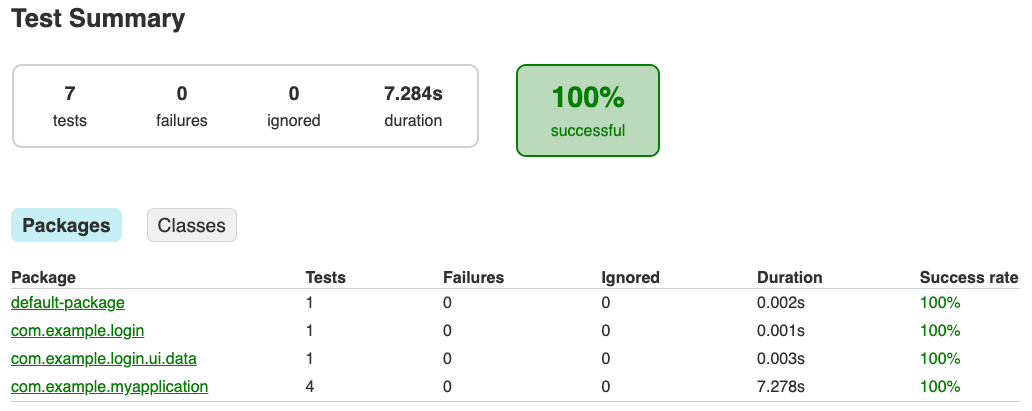 Test Summary
7 0 0 7.284s
tests failures ignored duration
100%
successful
Packages Classes
Package Tests Failures Ignored Duration Success rate
default-package 1 0 0 0.002s 100%
com.example.login 1 0 0 0.001s 100%
com.example.login.ui.data 1 0 0 0.003s 100%
com.example.myapplication 4 0 0 7.278s 100%